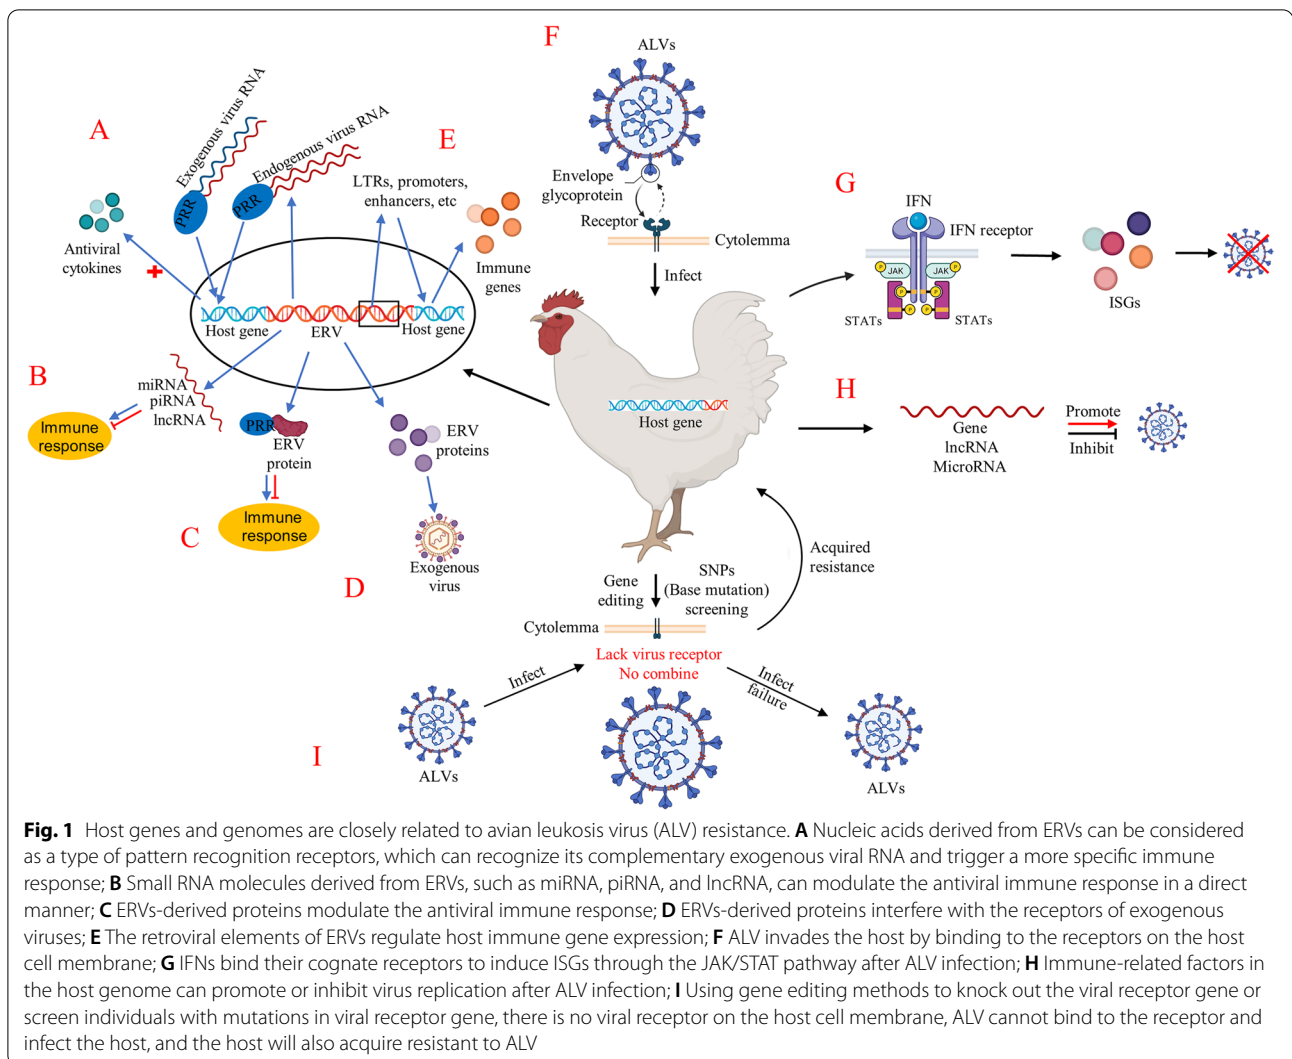 F
ALVs
A
Exogenous virus RNA
Endogenous virus RNA
E
PRR
PRR
LTRs, promoters,
enhancers, etc
Antiviral
cytokines
Immune
genes
Host gene
ERV
Host gene
Envelope
glycoprotein
Receptor
Cytolemma
Infect
G
IFN
IFN receptor
P
P
JAK
JAK
P
P
P
P
STATs
STATs
ISGs
B
miRNA
piRNA
lncRNA
Immune
response
PRR
ERV
protein
C
Immune
response
ERV
proteins
D
Exogenous
virus
Host gene
H
Gene
lncRNA
MicroRNA
Promote
Inhibit
Gene
editing
SNPs
(Base mutation)
screening
Acquired
resistance
Cytolemma
Lack virus receptor
No combine
Infect
Infect
failure
I
ALVs
ALVs
Fig. 1 Host genes and genomes are closely related to avian leukosis virus (ALV) resistance. A Nucleic acids derived from ERVs can be considered
as a type of pattern recognition receptors, which can recognize its complementary exogenous viral RNA and trigger a more specific immune
response; B Small RNA molecules derived from ERVs, such as miRNA, piRNA, and lncRNA, can modulate the antiviral immune response in a direct
manner; C ERVs-derived proteins modulate the antiviral immune response; D ERVs-derived proteins interfere with the receptors of exogenous
viruses; E The retroviral elements of ERVs regulate host immune gene expression; F ALV invades the host by binding to the receptors on the host
cell membrane; G IFNs bind their cognate receptors to induce ISGs through the JAK/STAT pathway after ALV infection; H Immune-related factors in
the host genome can promote or inhibit virus replication after ALV infection; I Using gene editing methods to knock out the viral receptor gene or
screen individuals with mutations in viral receptor gene, there is no viral receptor on the host cell membrane, ALV cannot bind to the receptor and
infect the host, and the host will also acquire resistant to ALV